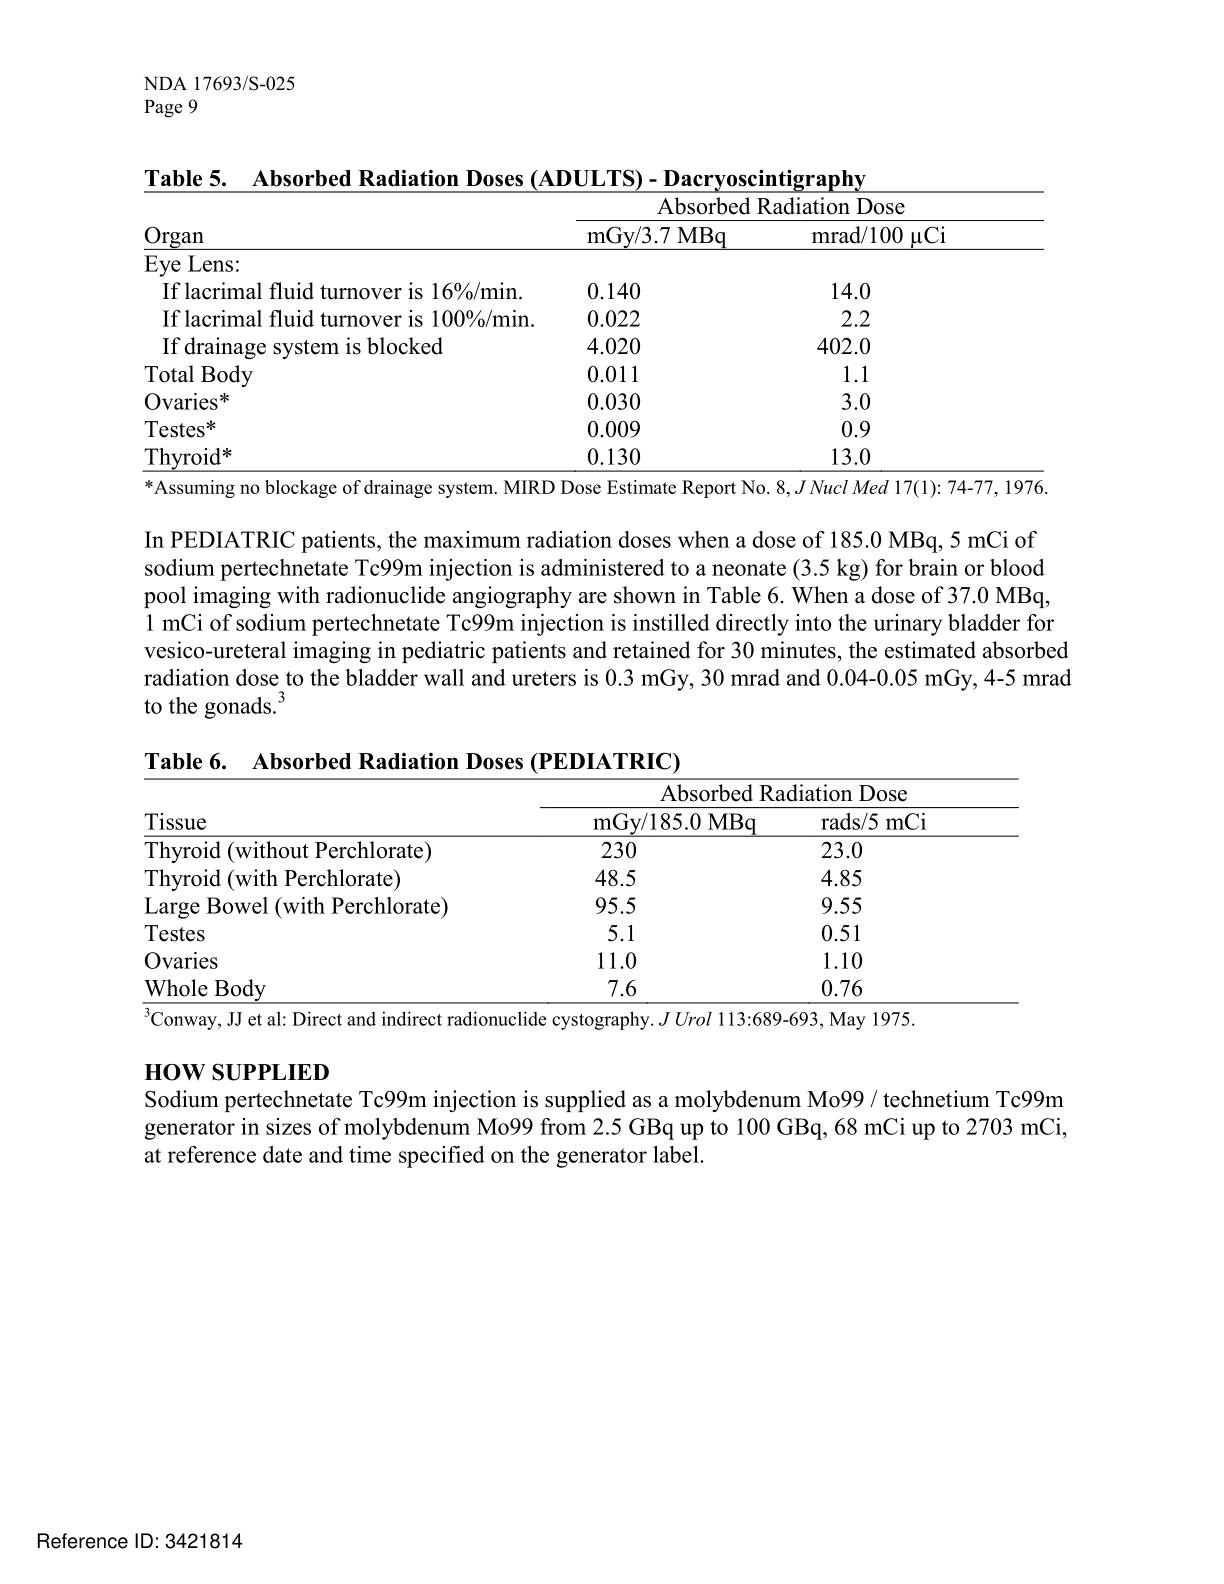 NDA 17693/S-025
Page 9
Table 5. Absorbed Radiation Doses (ADULTS) - Dacryoscintigraphy
Absorbed Radiation Dose
Organ mGy/3.7 MBq mrad/100 µCi
Eye Lens:
If lacrimal fluid turnover is 16%/min. 0.140 14.0
If lacrimal fluid turnover is 100%/min. 0.022 2.2
If drainage system is blocked 4.020 402.0
Total Body 0.011 1.1
Ovaries* 0.030 3.0
Testes* 0.009 0.9
Thyroid* 0.130 13.0
*Assuming no blockage of drainage system. MIRD Dose Estimate Report No. 8, J Nucl Med 17(1): 74-77, 1976.
In PEDIATRIC patients, the maximum radiation doses when a dose of 185.0 MBq, 5 mCi of
sodium pertechnetate Tc99m injection is administered to a neonate (3.5 kg) for brain or blood
pool imaging with radionuclide angiography are shown in Table 6. When a dose of 37.0 MBq,
1 mCi of sodium pertechnetate Tc99m injection is instilled directly into the urinary bladder for
vesico-ureteral imaging in pediatric patients and retained for 30 minutes, the estimated absorbed
radiation dose to the bladder wall and ureters is 0.3 mGy, 30 mrad and 0.04-0.05 mGy, 4-5 mrad
to the gonads.3
Table 6. Absorbed Radiation Doses (PEDIATRIC)
Absorbed Radiation Dose
Tissue mGy/185.0 MBq rads/5 mCi
Thyroid (without Perchlorate) 230 23.0
Thyroid (with Perchlorate) 48.5 4.85
Large Bowel (with Perchlorate) 95.5 9.55
Testes 5.1 0.51
Ovaries 11.0 1.10
Whole Body 7.6 0.76
3Conway, JJ et al: Direct and indirect radionuclide cystography. J Urol 113:689-693, May 1975.
HOW SUPPLIED
Sodium pertechnetate Tc99m injection is supplied as a molybdenum Mo99 / technetium Tc99m
generator in sizes of molybdenum Mo99 from 2.5 GBq up to 100 GBq, 68 mCi up to 2703 mCi,
at reference date and time specified on the generator label.
Reference ID: 3421814